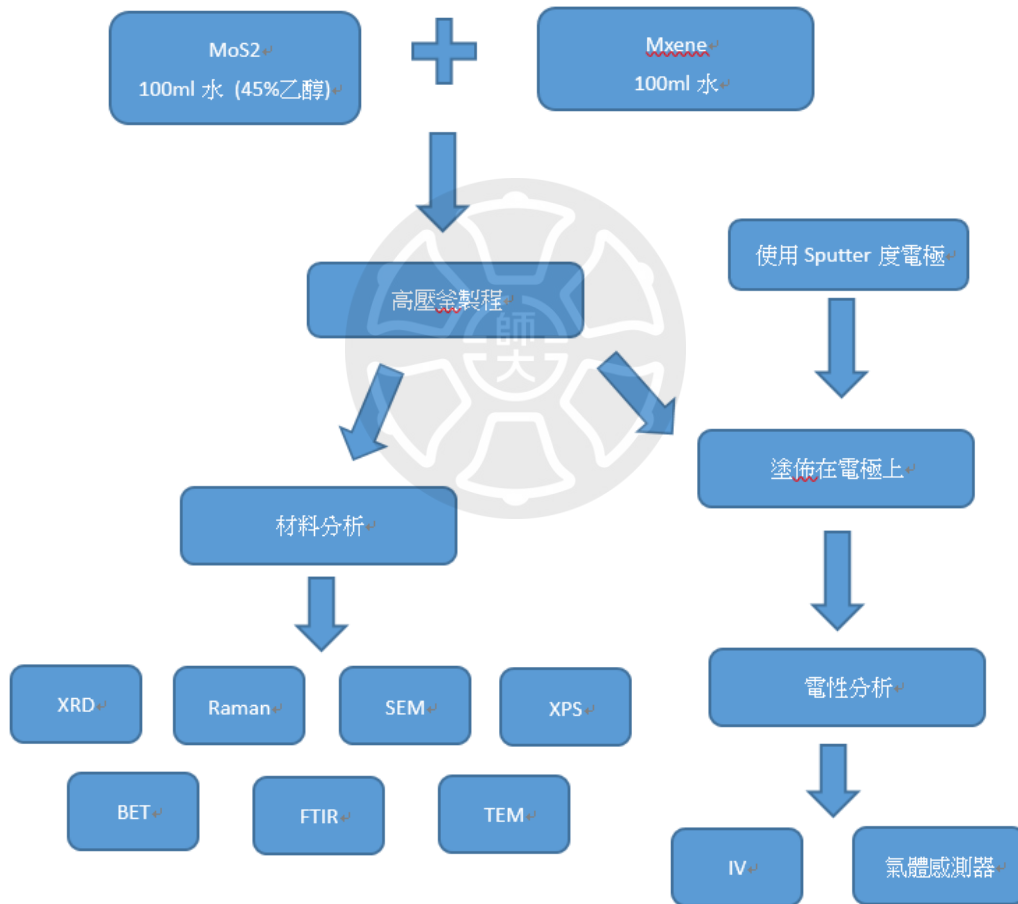 MoS2
100ml 水 (45%乙醇)
Mxene
100ml 水
使用 Sputter 度電極
高壓釜製程
師大
塗佈在電極上
材料分析
電性分析
XRD
Raman
SEM
XPS
BET
FTIR
TEM
IV
氣體感測器